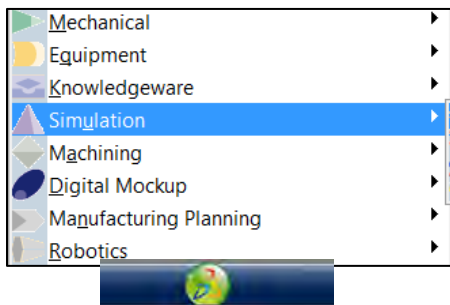 Mechanical
Equipment
Knowledgeware
Simulation
Machining
Digital Mockup
Manufacturing Planning
Robotics